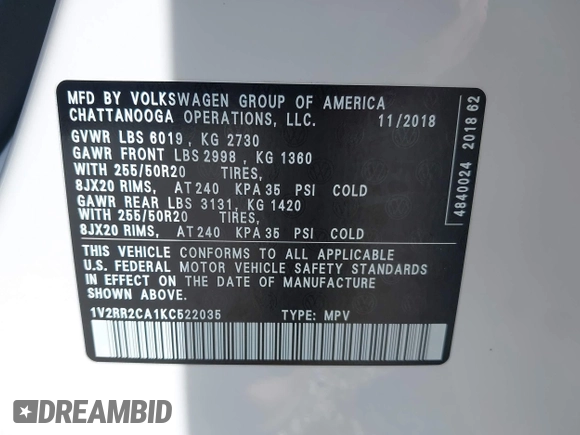 MFD BY VOLKSWAGEN GROUP OF AMERICA
CHATTANOOGA OPERATIONS, LLC. 11/2018
GVWR LBS 6019, KG 2730
GAWR FRONT LBS 2998, KG 1360
WITH 255/50R20 TIRES,
8JX20 RIMS, AT 240 KPA 35 PSI COLD
GAWR REAR LBS 3131, KG 1420
WITH 255/50R20 TIRES,
8JX20 RIMS, AT 240 KPA 35 PSI COLD
THIS VEHICLE CONFORMS TO ALL APPLICABLE
U.S. FEDERAL MOTOR VEHICLE SAFETY STANDARDS
IN EFFECT ON THE DATE OF MANUFACTURE
SHOWN ABOVE.
1V2RR2CA1KC522035 TYPE: MPV
4840024 2018 62
DREAMBID